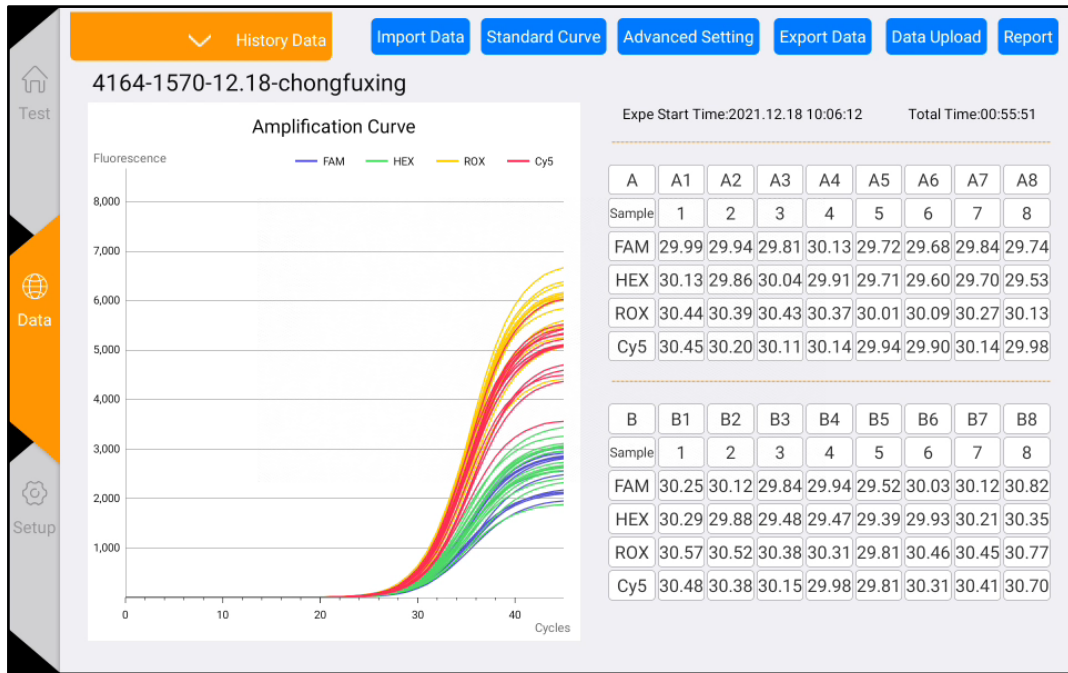 History Data
Import Data
Standard Curve
Advanced Setting
Export Data
Data Upload
Report
Test
Data
Setup
4164-1570-12.18-chongfuxing
Amplification Curve
Fluorescence
FAM HEX ROX Cy5
8,000
7,000
6,000
5,000
4,000
3,000
2,000
1,000
0 10 20 30 40
Cycles
Expe Start Time:2021.12.18 10:06:12 Total Time:00:55:51
A A1 A2 A3 A4 A5 A6 A7 A8
Sample 1 2 3 4 5 6 7 8
FAM 29.99 29.94 29.81 30.13 29.72 29.68 29.84 29.74
HEX 30.13 29.86 30.04 29.91 29.71 29.60 29.70 29.53
ROX 30.44 30.39 30.43 30.37 30.01 30.09 30.27 30.13
Cy5 30.45 30.20 30.11 30.14 29.94 29.90 30.14 29.98
B B1 B2 B3 B4 B5 B6 B7 B8
Sample 1 2 3 4 5 6 7 8
FAM 30.25 30.12 29.84 29.94 29.52 30.03 30.12 30.82
HEX 30.29 29.88 29.48 29.47 29.39 29.93 30.21 30.35
ROX 30.57 30.52 30.38 30.31 29.81 30.46 30.45 30.77
Cy5 30.48 30.38 30.15 29.98 29.81 30.31 30.41 30.70